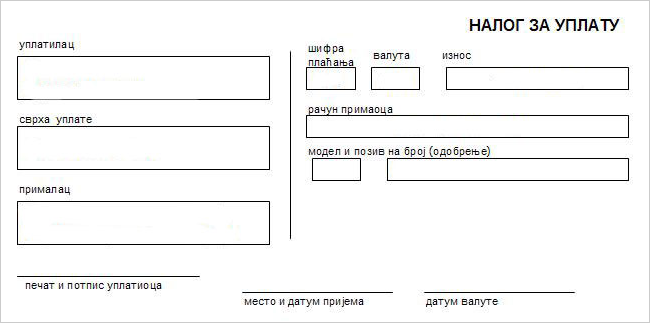 НАЛОГ ЗА УПЛАТУ
уплатилац
сврха уплате
прималац
печат и потпис уплатиоца
место и датум пријема
шифра
плаћања
валута
износ
рачун примаоца
модел и позив на број (одобрење)
датум валуте